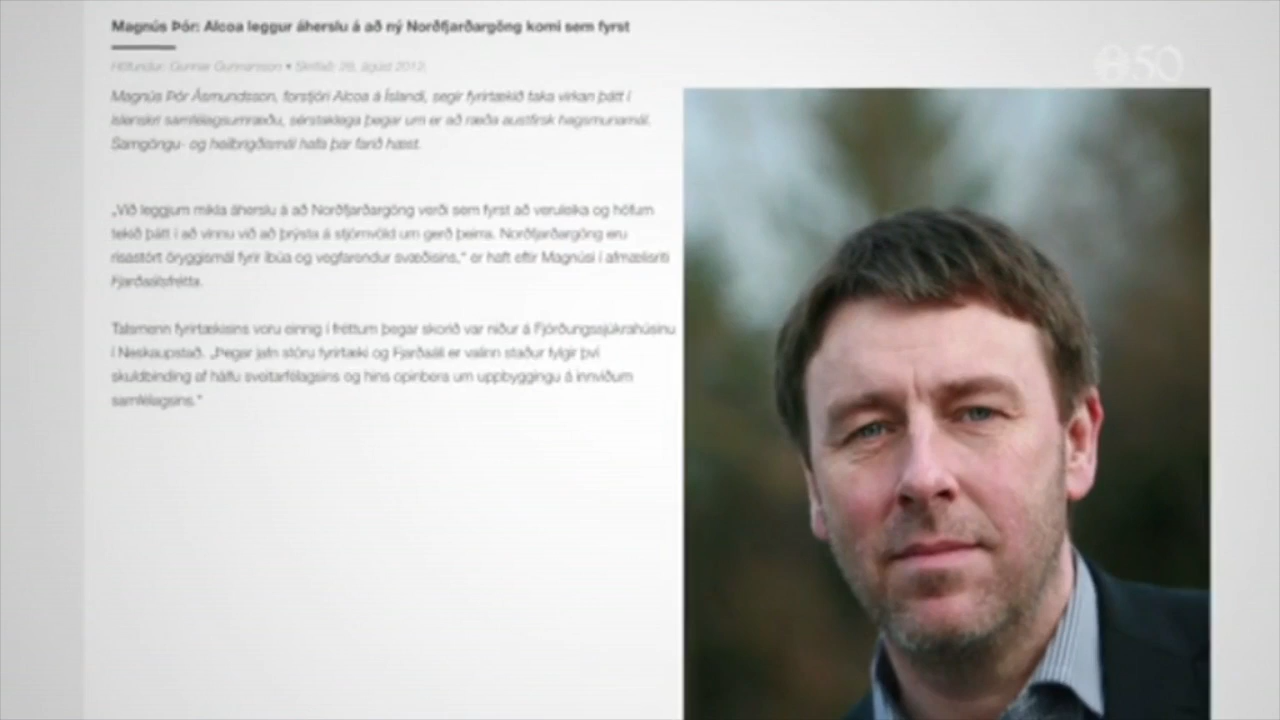 Magnús Þór: Alcoa leggur áherslu á að ný Norðfjarðargöng komi sem fyrst
Höfundur: Gunnar Gunnarsson • Skrifað: 28. ágúst 2012.
Magnús Þór Ásmundsson, forstjóri Alcoa á Íslandi, segir fyrirtækið taka virkan þátt í
íslenskri samfélagsumræðu, sérstaklega þegar um er að ræða austfirsk hagsmunamál.
Samgöngu- og heilbrigðismál hafa þar farið hæst.
„Við leggjum mikla áherslu á að Norðfjarðargöng verði sem fyrst að veruleika og höfum
tekið þátt í að vinnu við að þrýsta á stjórnvöld um gerð þeirra. Norðfjarðargöng eru
risastórt öryggismál fyrir íbúa og vegfarendur svæðisins,“ er haft eftir Magnúsi í afmælisriti
Fjarðaálsfrétta.
Talsmenn fyrirtækisins voru einnig í fréttum þegar skorið var niður á Fjórðungssjúkrahúsinu
í Neskaupstað. „Þegar jafn stóru fyrirtæki og Fjarðaáli er valinn staður fylgir því
skuldbinding af hálfu sveitarfélagsins og hins opinbera um uppbyggingu á innviðum
samfélagsins.“
50